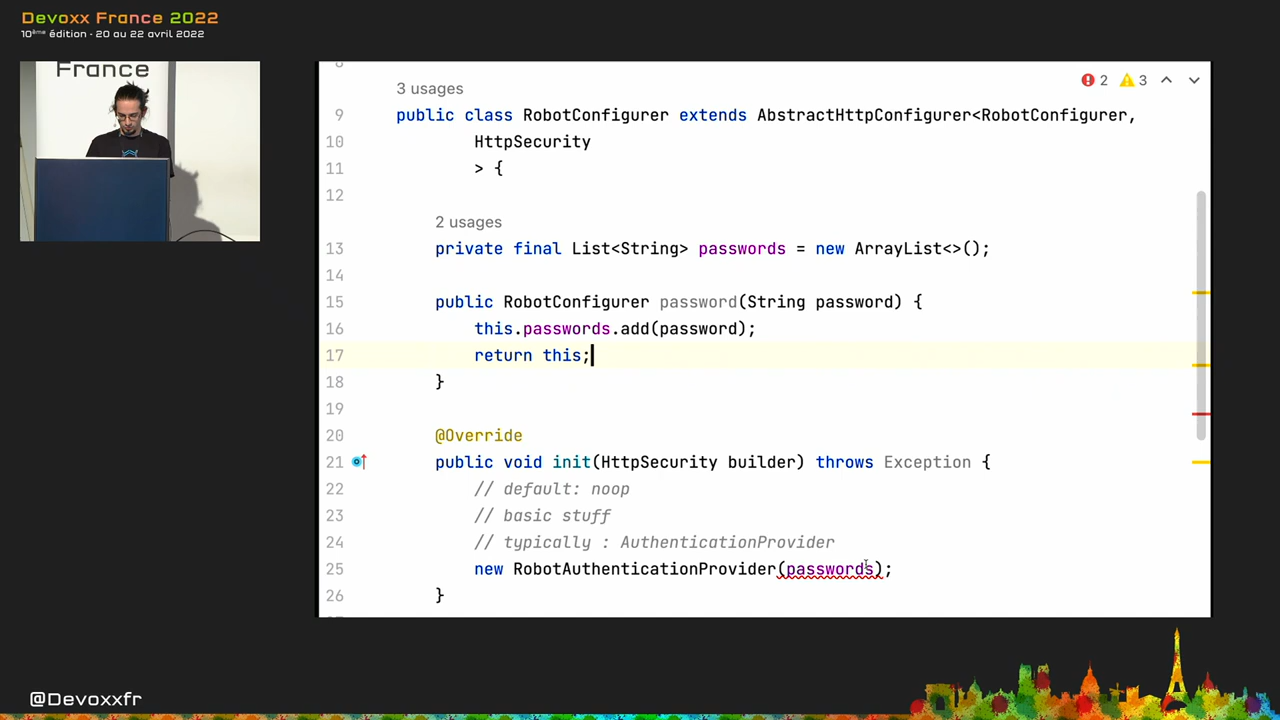 Devoxx France 2022
10ème édition - 20 au 22 avril 2022
France
3 usages
2 3
9 public class RobotConfigurer extends AbstractHttpConfigurer<RobotConfigurer,
10 HttpSecurity
11 > {
12
2 usages
13 private final List<String> passwords = new ArrayList<>();
14
15 public RobotConfigurer password(String password) {
16 this.passwords.add(password);
17 return this;
18 }
19
20 @Override
21 public void init(HttpSecurity builder) throws Exception {
22 // default: noop
23 // basic stuff
24 // typically : AuthenticationProvider
25 new RobotAuthenticationProvider(passwords);
26 }
@Devoxxfr